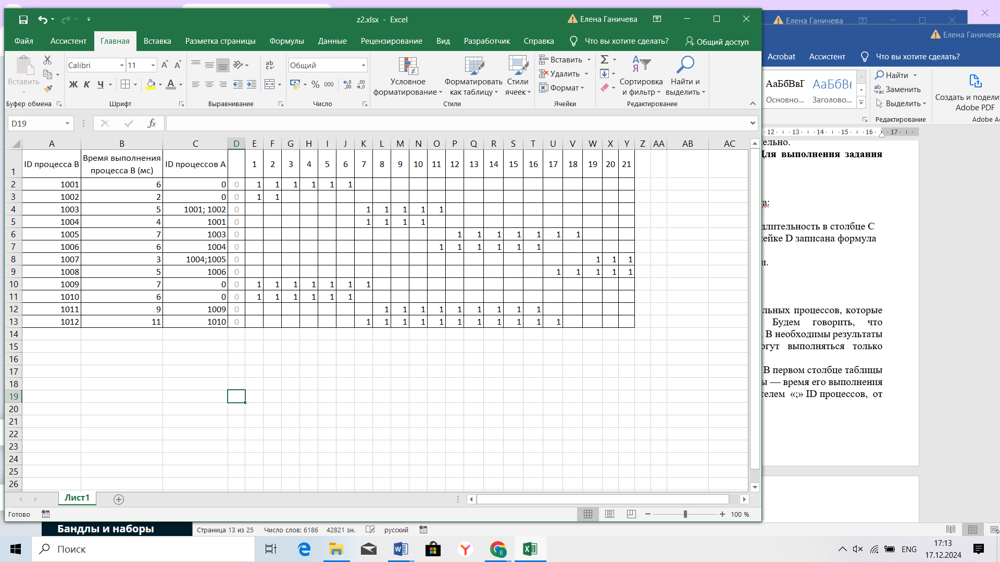 z2.xlsx - Excel
Елена Ганичева
Елена Ганичева
Елена Ганичева
Файл Ассистент Главная Вставка Разметка страницы Формулы Данные Рецензирование Вид Разработчик Справка Что вы хотите сделать? Общий доступ
Acrobat Ассистент Что вы хотите сделать?
Вставить
Буфер обмена
Calibri 11
Ж К Ч
Шрифт
Выравнивание
Общий
% 000
Число
Условное форматирование
Форматировать как таблицу
Стили ячеек
Стили
Вставить
Удалить
Формат
Ячейки
Сортировка и фильтр
Найти и выделить
Редактирование
АаБбВвГ АаБбВ
Основно... Заголово...
Найти
Заменить
Выделить
Редактирование
Создать и поделит
Adobe PDF
Adobe A
D19
fx
12 13 14 15 16 17
A B C D E F G H I J K L M N O P Q R S T U V W X Y Z AA AB AC
1 ID процесса B Время выполнения процесса B (мс) ID процессов A 1 2 3 4 5 6 7 8 9 10 11 12 13 14 15 16 17 18 19 20 21
2 1001 6 0 0 1 1 1 1 1 1
3 1002 2 0 0 1 1
4 1003 5 1001; 1002 0 1 1 1 1 1
5 1004 4 1001 0 1 1 1 1
6 1005 7 1003 0 1 1 1 1 1 1 1
7 1006 6 1004 0 1 1 1 1 1 1
8 1007 3 1004;1005 0 1 1 1
9 1008 5 1006 0 1 1 1 1 1
10 1009 7 0 0 1 1 1 1 1 1 1
11 1010 6 0 0 1 1 1 1 1 1
12 1011 9 1009 0 1 1 1 1 1 1 1 1 1
13 1012 11 1010 0 1 1 1 1 1 1 1 1 1 1 1
14
15
16
17
18
19
20
21
22
23
24
25
26
ельно.
Для выполнения задания
та:
длительность в столбце С
ейке D записана формула
и.
льных процессов, которые
Будем говорить, что
В необходимы результаты
огут выполняться только
В первом столбце таблицы
ы — время его выполнения
телем «;» ID процессов, от
Лист1
Готово
100 %
Бандлы и наборы
Страница 13 из 25 Число слов: 6186 42821 зн. русский
Поиск
ENG
17:13
17.12.2024